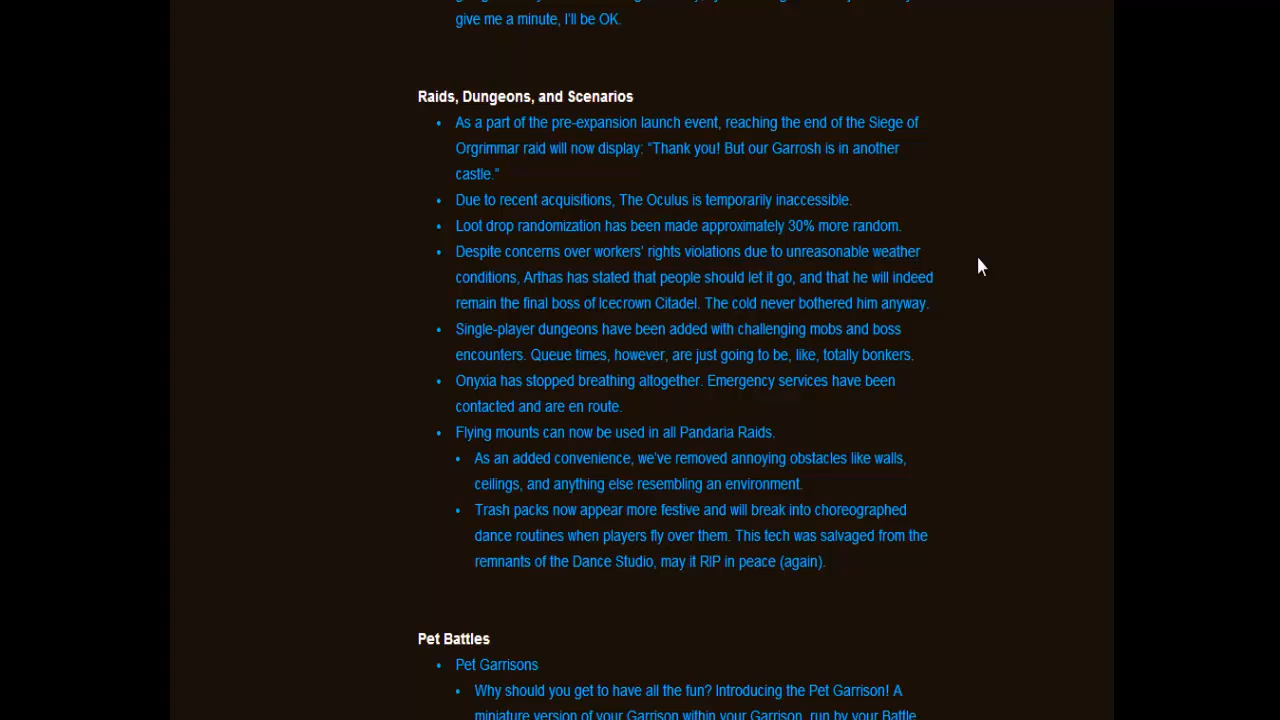 give me a minute, I'll be OK.
Raids, Dungeons, and Scenarios
As a part of the pre-expansion launch event, reaching the end of the Siege of
Orgrimmar raid will now display: “Thank you! But our Garrosh is in another
castle.”
Due to recent acquisitions, The Oculus is temporarily inaccessible.
Loot drop randomization has been made approximately 30% more random.
Despite concerns over workers' rights violations due to unreasonable weather
conditions, Arthas has stated that people should let it go, and that he will indeed
remain the final boss of Icecrown Citadel. The cold never bothered him anyway.
Single-player dungeons have been added with challenging mobs and boss
encounters. Queue times, however, are just going to be, like, totally bonkers.
Onyxia has stopped breathing altogether. Emergency services have been
contacted and are en route.
Flying mounts can now be used in all Pandaria Raids.
As an added convenience, we've removed annoying obstacles like walls,
ceilings, and anything else resembling an environment.
Trash packs now appear more festive and will break into choreographed
dance routines when players fly over them. This tech was salvaged from the
remnants of the Dance Studio, may it RIP in peace (again).
Pet Battles
Pet Garrisons
Why should you get to have all the fun? Introducing the Pet Garrison! A
miniature version of your Garrison within your Garrison, run by your Battle